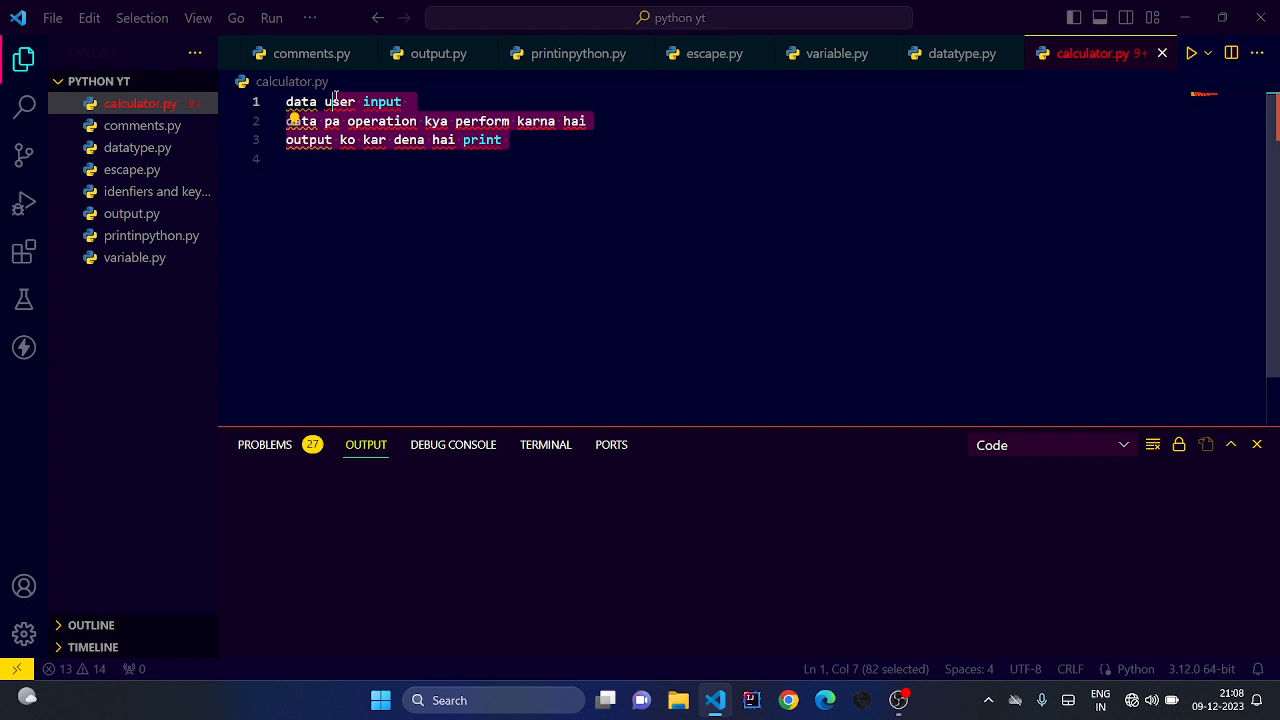 File Edit Selection View Go Run ··· python yt
EXPLORER ···
comments.py output.py printinpython.py escape.py variable.py datatype.py calculator.py 9+
PYTHON YT
calculator.py
calculator.py 9+
comments.py
datatype.py
escape.py
idenfiers and key...
output.py
printinpython.py
variable.py
1 data user input
2 data pa operation kya perform karna hai
3 output ko kar dena hai print
4
PROBLEMS 27 OUTPUT DEBUG CONSOLE TERMINAL PORTS Code
OUTLINE
TIMELINE
13 14 0 Ln 1, Col 7 (82 selected) Spaces: 4 UTF-8 CRLF Python 3.12.0 64-bit
Search
ENG
IN
21:08
09-12-2023